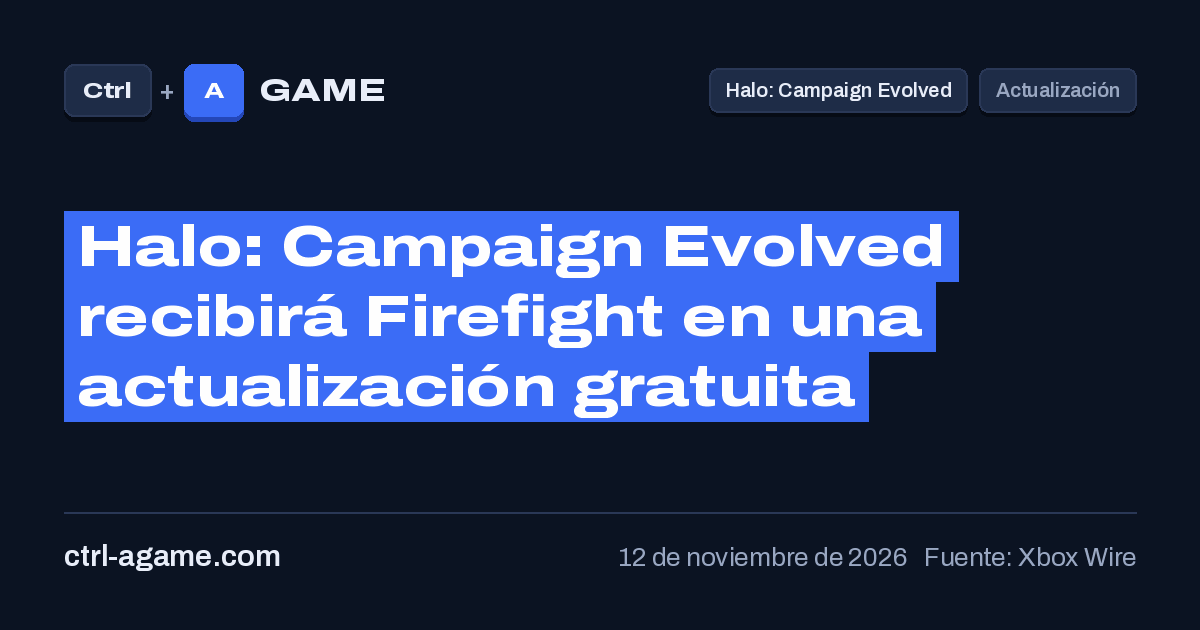 Ctrl + A GAME
Halo: Campaign Evolved
Actualización
Halo: Campaign Evolved
recibirá Firefight en una
actualización gratuita
ctrl-agame.com
12 de noviembre de 2026 Fuente: Xbox Wire